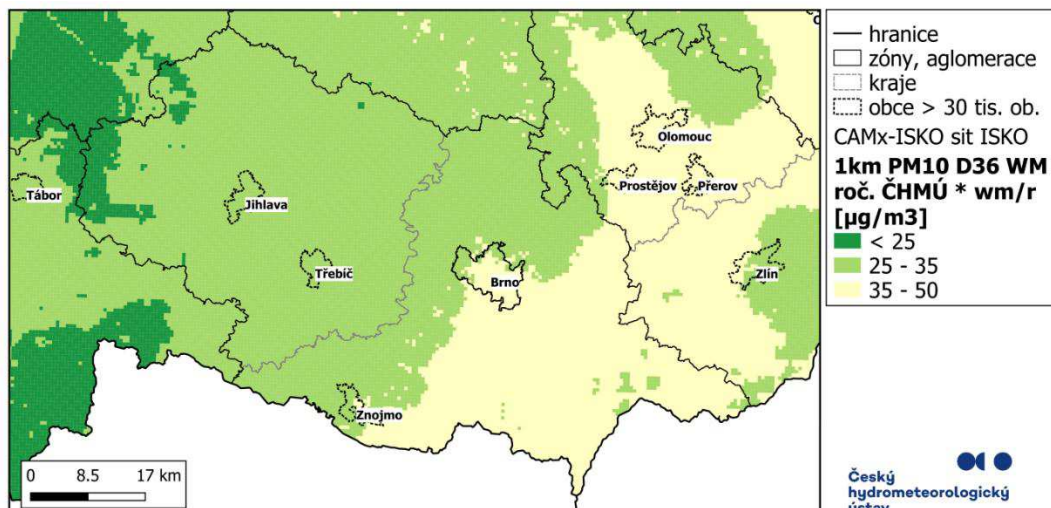 hranice
zóny, aglomerace
kraje
obce > 30 tis. ob.
CAMx-ISKO sit ISKO
1km PM10 D36 WM
roč. ČHMÚ * wm/r
[µg/m3]
< 25
25 - 35
35 - 50
Olomouc
Prostějov
Přerov
Tábor
Jihlava
Třebíč
Brno
Zlín
Znojmo
0 8.5 17 km
Český
hydrometeorologický
ústav